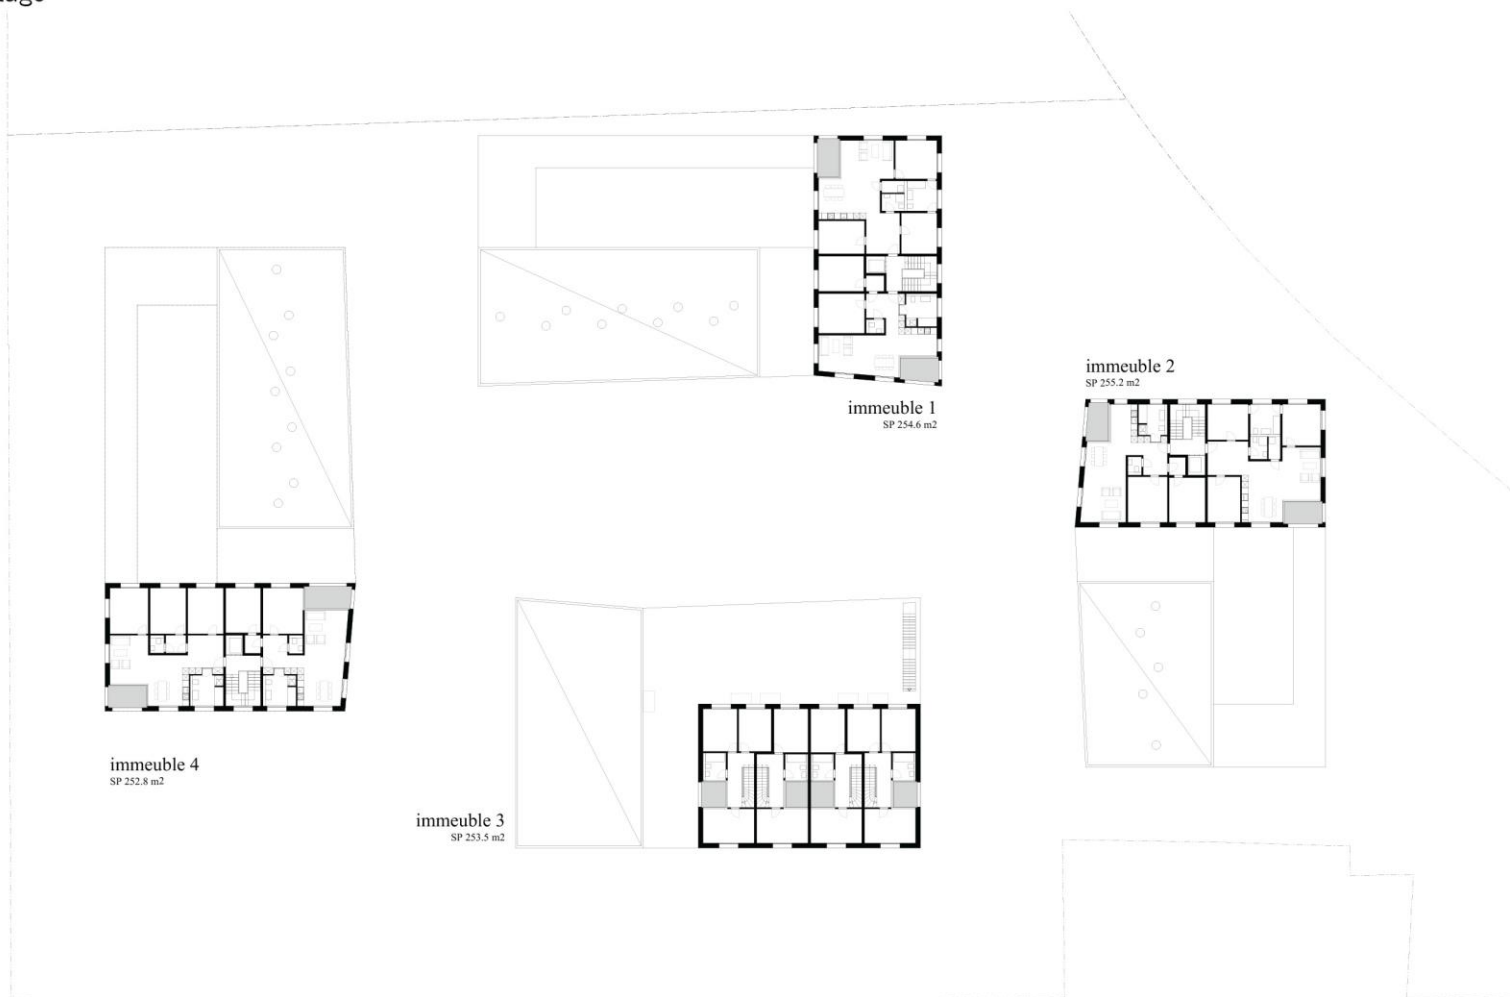 immeuble 1
SP 254.6 m2
immeuble 2
SP 255.2 m2
immeuble 4
SP 252.8 m2
immeuble 3
SP 253.5 m2